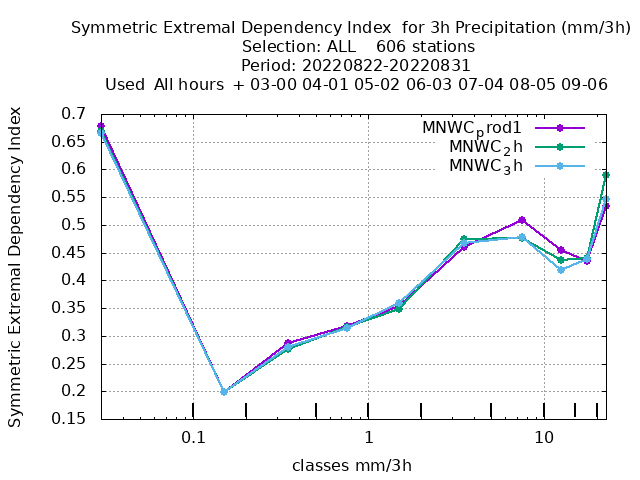 Symmetric Extremal Dependency Index  for 3h Precipitation (mm/3h)
Selection: ALL    606 stations
Period: 20220822-20220831
Used  All hours  + 03-00 04-01 05-02 06-03 07-04 08-05 09-06
Symmetric Extremal Dependency Index
0.7
0.65
0.6
0.55
0.5
0.45
0.4
0.35
0.3
0.25
0.2
0.15
MNWCprod1
MNWC2h
MNWC3h
0.1 1 10
classes mm/3h